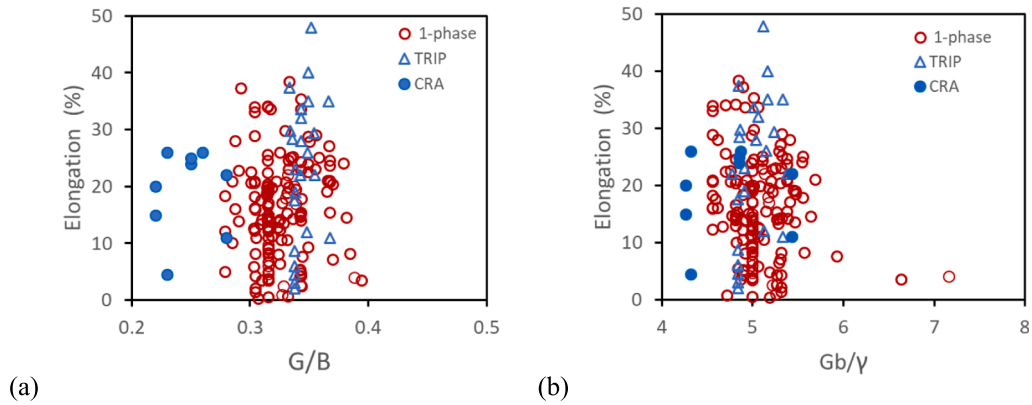 50
40
30
20
10
0
Elongation (%)
1-phase
TRIP
CRA
0.2 0.3 0.4 0.5
G/B
(a)
50
40
30
20
10
0
Elongation (%)
1-phase
TRIP
CRA
4 5 6 7 8
Gb/γ
(b)